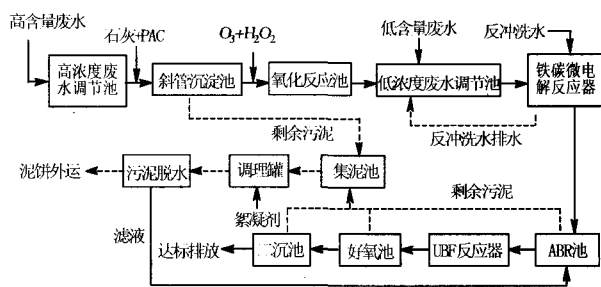 高含量废水
石灰+PAC
O₃+H₂O₂
低含量废水
反冲洗水
高浓度废
水调节池
斜管沉淀池
氧化反应池
低浓度废水调节池
铁碳微电
解反应器
剩余污泥
反冲洗水排水
泥饼外运
污泥脱水
调理罐
集泥池
剩余污泥
滤液
絮凝剂
达标排放
二沉池
好氧池
UBF反应器
ABR池